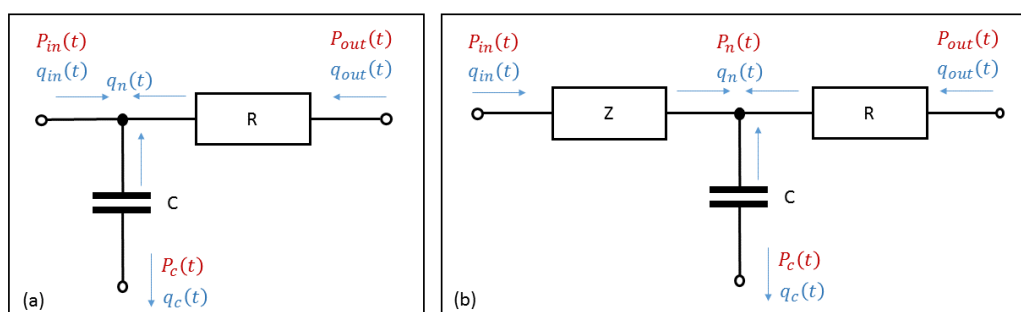 P_in(t)
q_in(t)
q_n(t)
P_out(t)
q_out(t)
R
C
P_c(t)
q_c(t)
(a)
P_in(t)
q_in(t)
P_n(t)
q_n(t)
P_out(t)
q_out(t)
Z
R
C
P_c(t)
q_c(t)
(b)